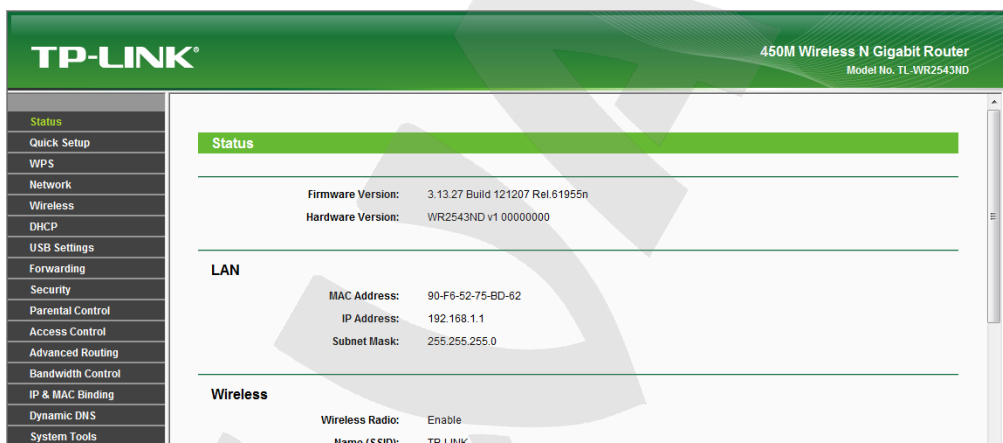 TP-LINK®
450M Wireless N Gigabit Router
Model No. TL-WR2543ND
Status
Quick Setup
WPS
Network
Wireless
DHCP
USB Settings
Forwarding
Security
Parental Control
Access Control
Advanced Routing
Bandwidth Control
IP & MAC Binding
Dynamic DNS
System Tools
Status
Firmware Version: 3.13.27 Build 121207 Rel.61955n
Hardware Version: WR2543ND v1 00000000
LAN
MAC Address: 90-F6-52-75-BD-62
IP Address: 192.168.1.1
Subnet Mask: 255.255.255.0
Wireless
Wireless Radio: Enable
Name (SSID): TP-LINK